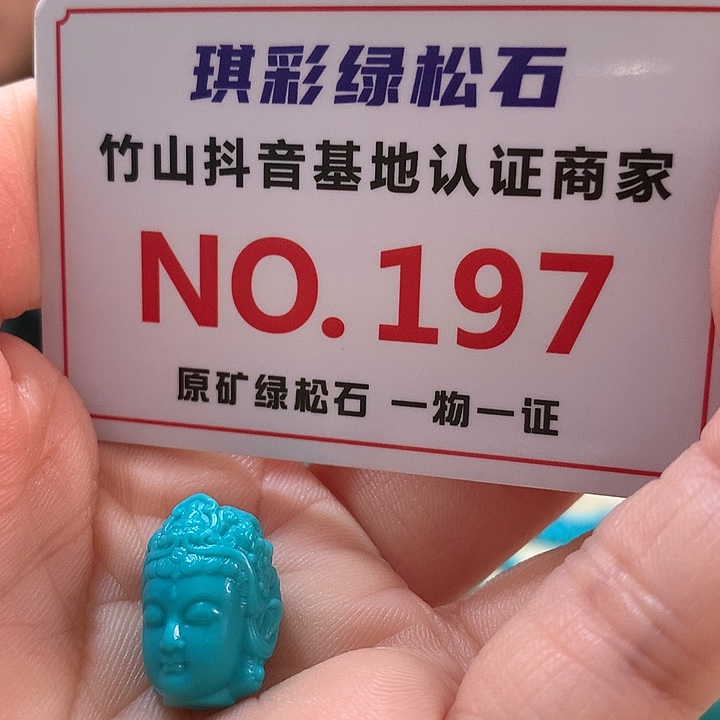 琪彩绿松石
竹山抖音基地认证商家
NO.197
原矿绿松石 一物一证